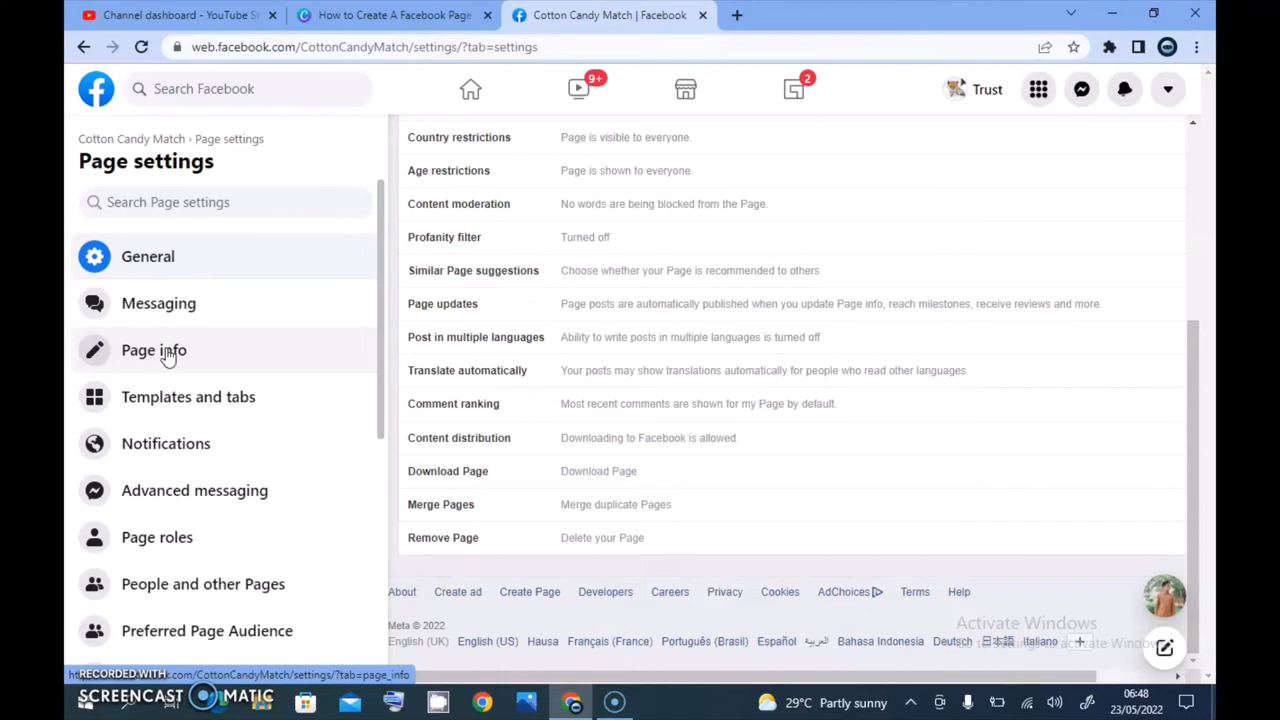 Channel dashboard - YouTube St
How to Create A Facebook Page
Cotton Candy Match | Facebook
web.facebook.com/CottonCandyMatch/settings/?tab=settings
Search Facebook
9+
2
Trust
Cotton Candy Match › Page settings
Page settings
Search Page settings
General
Messaging
Page info
Templates and tabs
Notifications
Advanced messaging
Page roles
People and other Pages
Preferred Page Audience
Country restrictions Page is visible to everyone.
Age restrictions Page is shown to everyone.
Content moderation No words are being blocked from the Page.
Profanity filter Turned off
Similar Page suggestions Choose whether your Page is recommended to others
Page updates Page posts are automatically published when you update Page info, reach milestones, receive reviews and more.
Post in multiple languages Ability to write posts in multiple languages is turned off
Translate automatically Your posts may show translations automatically for people who read other languages.
Comment ranking Most recent comments are shown for my Page by default.
Content distribution Downloading to Facebook is allowed.
Download Page Download Page
Merge Pages Merge duplicate Pages
Remove Page Delete your Page
About Create ad Create Page Developers Careers Privacy Cookies AdChoices Terms Help
Meta © 2022
English (UK) English (US) Hausa Français (France) Português (Brasil) Español العربية Bahasa Indonesia Deutsch 日本語 Italiano
Activate Windows
Go to Settings to activate Windows
.com/CottonCandyMatch/settings/?tab=page_info
RECORDED WITH
SCREENCAST MATIC
29°C Partly sunny
06:48
23/05/2022